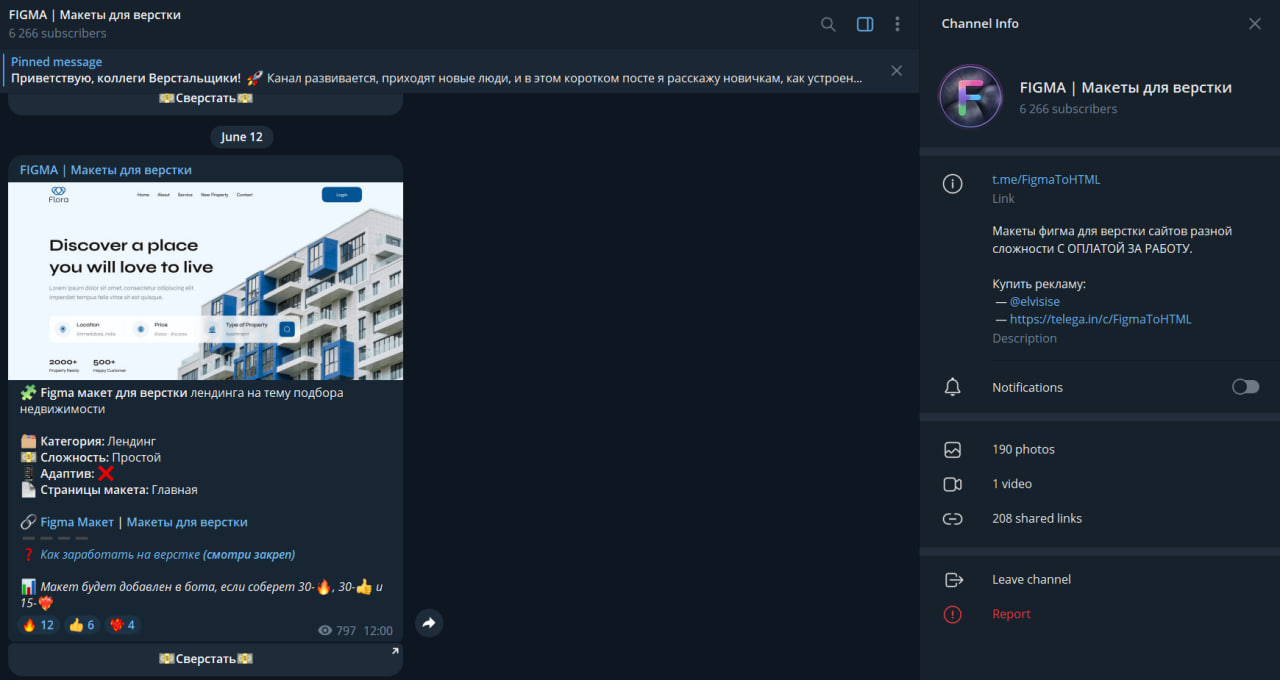 FIGMA | Макеты для верстки
6 266 subscribers
Pinned message
Приветствую, коллеги Верстальщики! 🚀 Канал развивается, приходят новые люди, и в этом коротком посте я расскажу новичкам, как устроен...
💵Сверстать💵
June 12
FIGMA | Макеты для верстки
Flora
Home About Service New Property Contact
Login
Discover a place
you will love to live
Lorem ipsum dolor sit amet, consectetur adipiscing elit.
imperdiet tempus felis vitae sit est quisque.
Location
Ahmedabad, India
Price
Type of Property
Apartment
2000+
Property Ready
500+
Happy Customer
🧩 Figma макет для верстки лендинга на тему подбора
недвижимости
🗂 Категория: Лендинг
💵 Сложность: Простой
📱 Адаптив: ❌
📄 Страницы макета: Главная
🔗 Figma Макет | Макеты для верстки
➖➖➖➖
❓ Как заработать на верстке (смотри закреп)
📊 Макет будет добавлен в бота, если соберет 30-🔥, 30-👍 и
15-❤️‍🔥
🔥 12 👍 6 ❤️‍🔥 4
797 12:00
💵Сверстать💵
Channel Info
FIGMA | Макеты для верстки
6 266 subscribers
t.me/FigmaToHTML
Link
Макеты фигма для верстки сайтов разной
сложности С ОПЛАТОЙ ЗА РАБОТУ.
Купить рекламу:
— @elvisise
— https://telega.in/c/FigmaToHTML
Description
Notifications
190 photos
1 video
208 shared links
Leave channel
Report